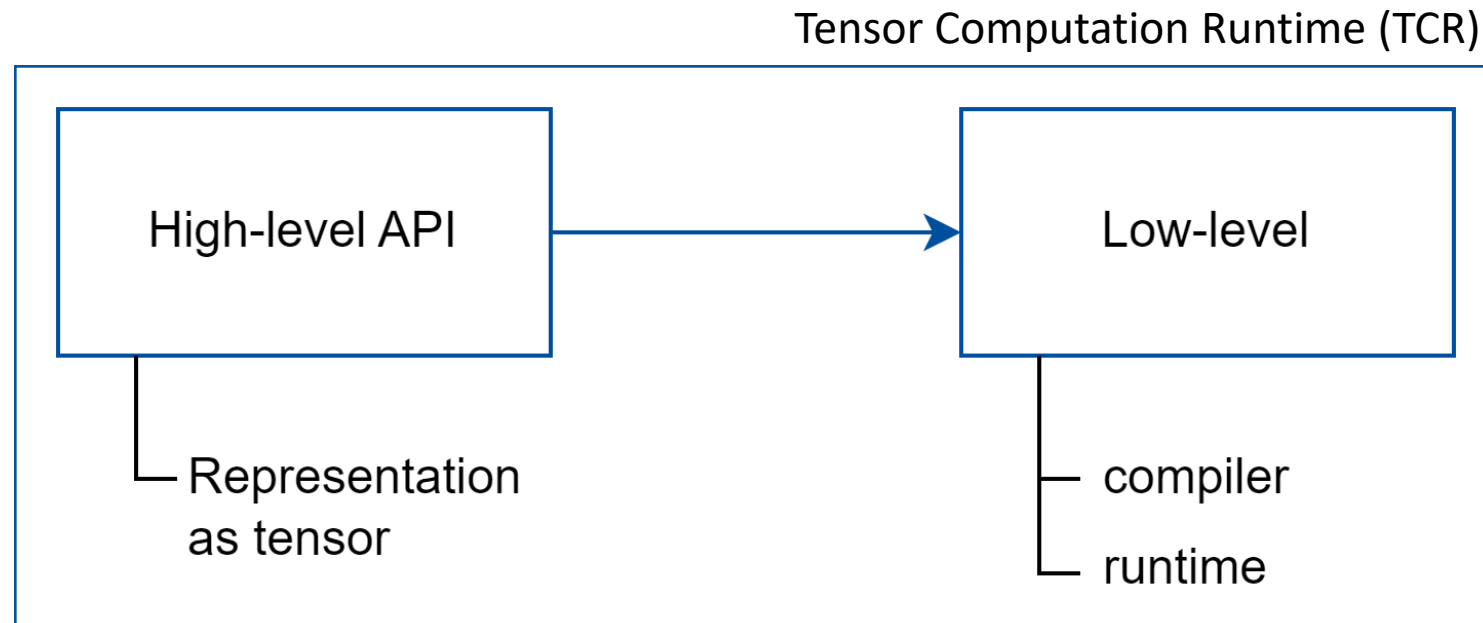 Tensor Computation Runtime (TCR)
High-level API
Low-level
Representation
as tensor
compiler
runtime